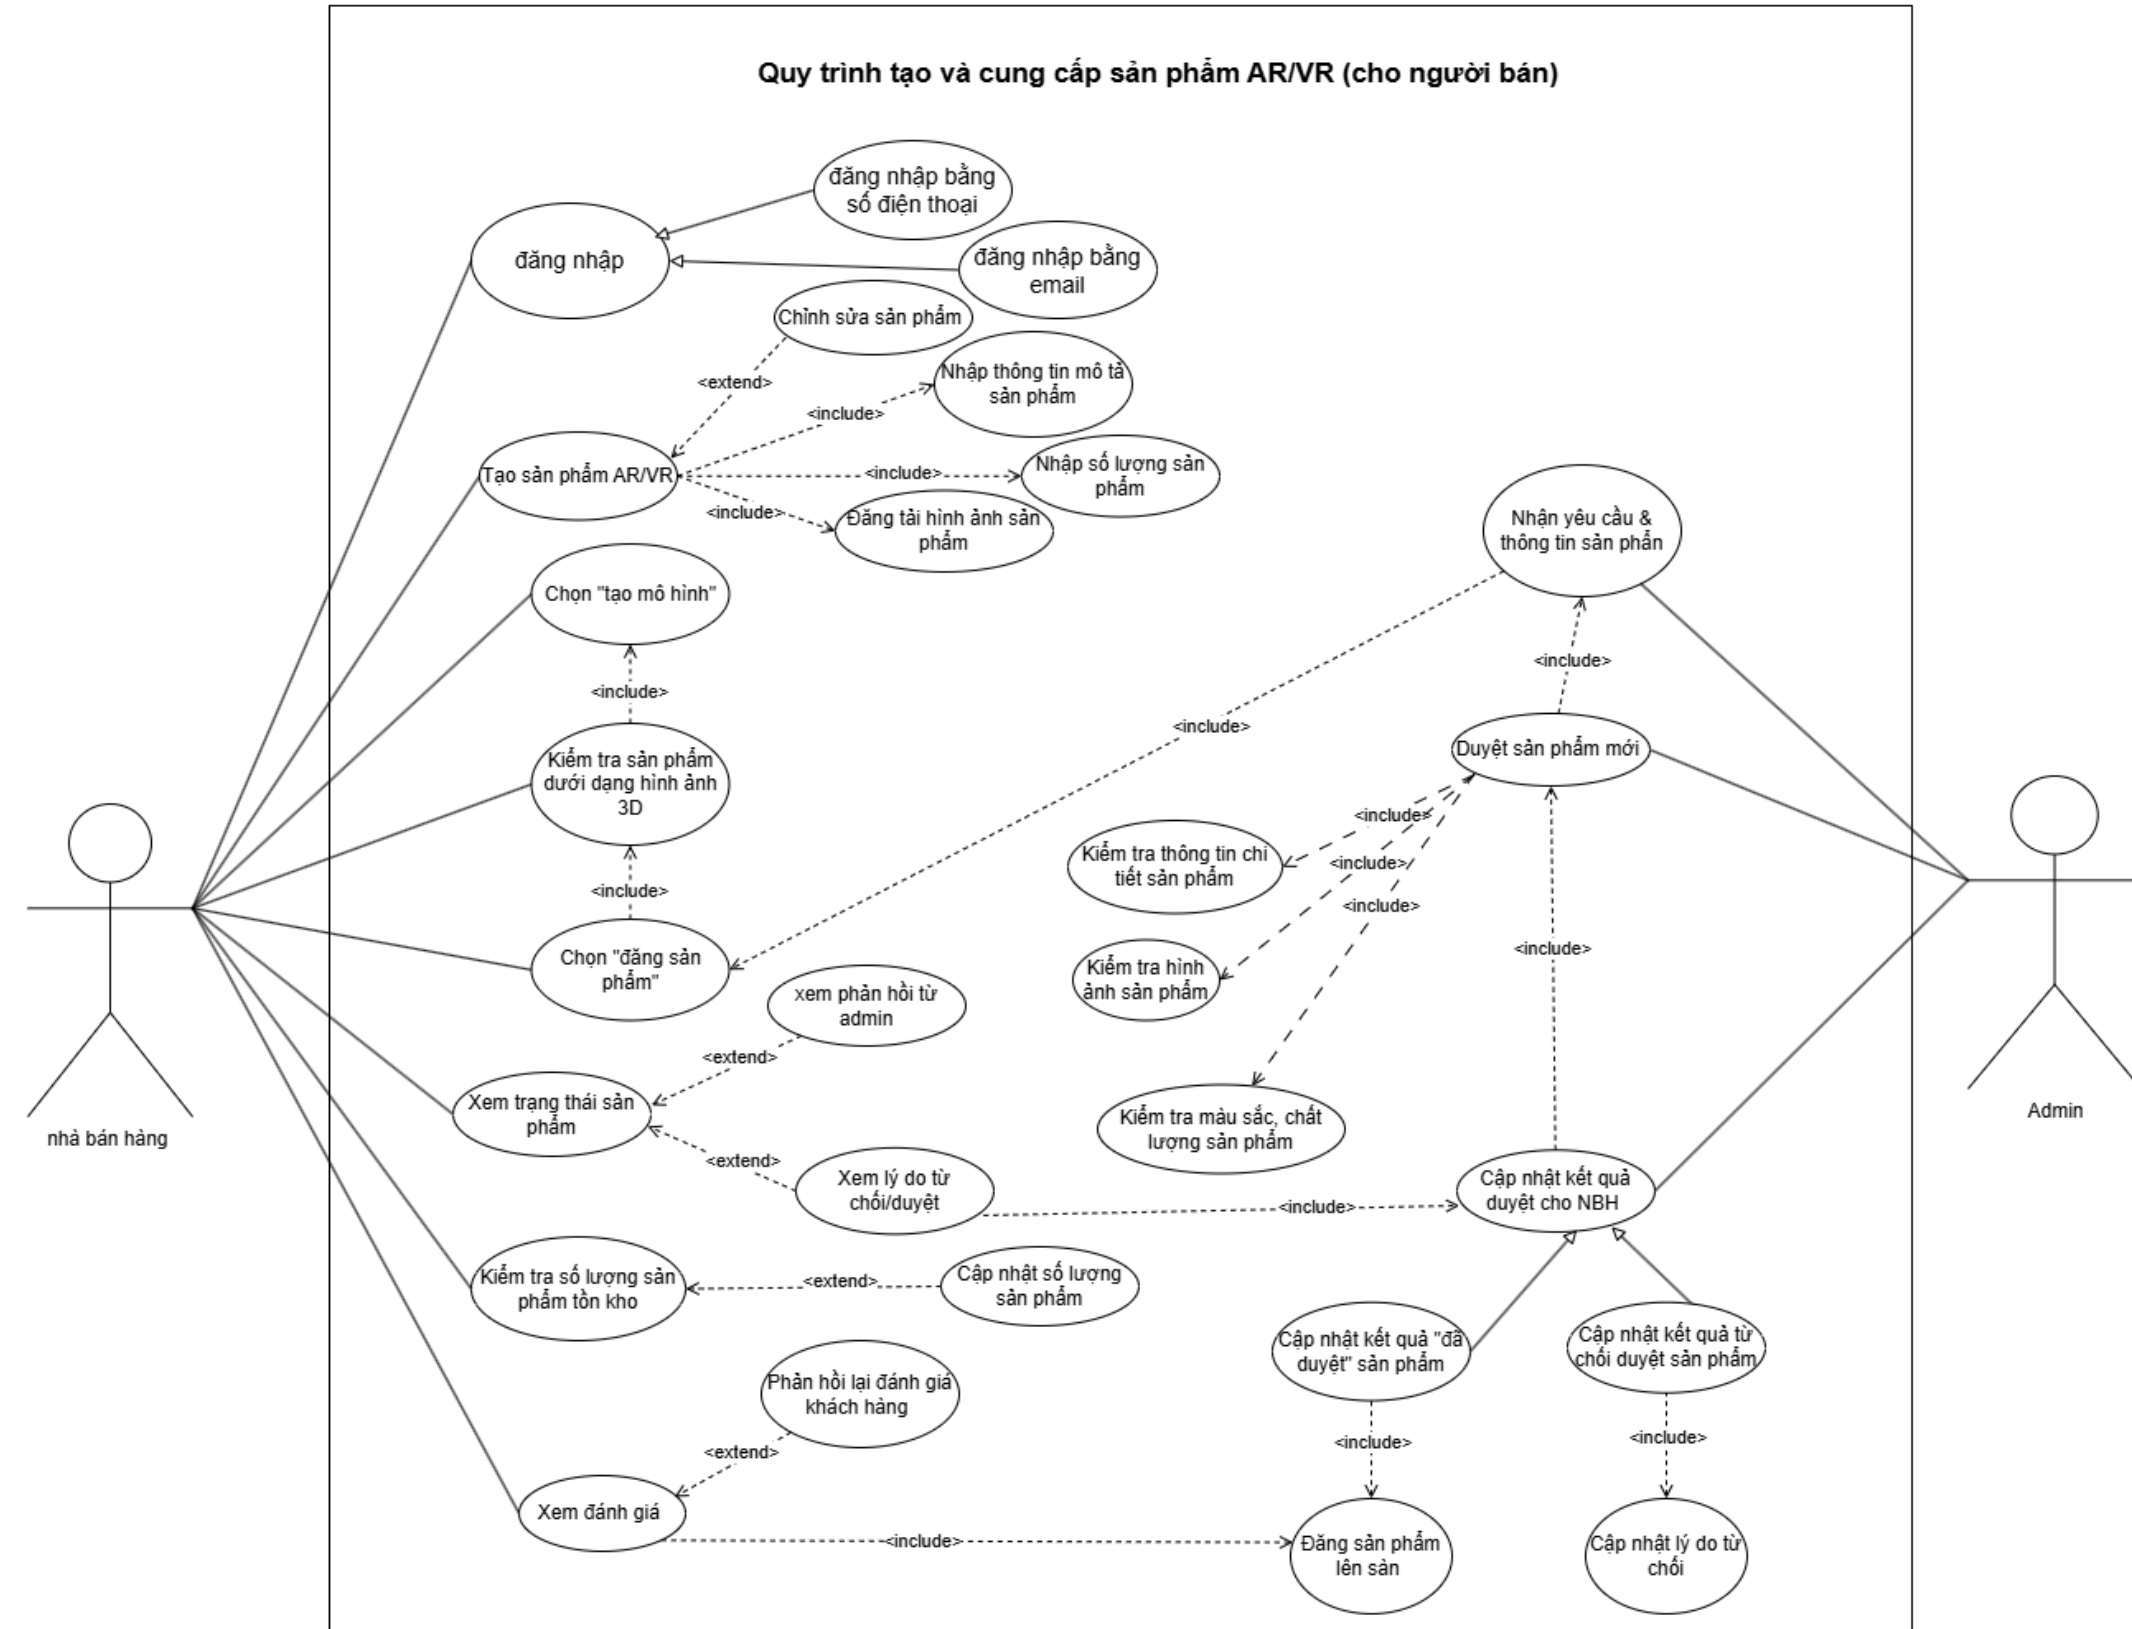 Quy trình tạo và cung cấp sản phẩm AR/VR (cho người bán)
đăng nhập bằng
số điện thoại
đăng nhập
đăng nhập bằng
email
Chỉnh sửa sản phẩm
<extend>
Nhập thông tin mô tả
sản phẩm
<include>
Tạo sản phẩm AR/VR
<include>
Nhập số lượng sản
phẩm
<include>
Đăng tải hình ảnh sản
phẩm
Nhận yêu cầu &
thông tin sản phẩn
Chọn "tạo mô hình"
<include>
<include>
<include>
Kiểm tra sản phẩm
dưới dạng hình ảnh
3D
Duyệt sản phẩm mới
<include>
<include>
<include>
Kiểm tra thông tin chi
tiết sản phẩm
<include>
<include>
Chọn "đăng sản
phẩm"
Kiểm tra hình
ảnh sản phẩm
<include>
xem phản hồi từ
admin
<extend>
Xem trạng thái sản
phẩm
Kiểm tra màu sắc, chất
lượng sản phẩm
nhà bán hàng
Admin
<extend>
Xem lý do từ
chối/duyệt
<include>
Cập nhật kết quả
duyệt cho NBH
Kiểm tra số lượng sản
phẩm tồn kho
<extend>
Cập nhật số lượng
sản phẩm
Cập nhật kết quả "đã
duyệt" sản phẩm
Cập nhật kết quả từ
chối duyệt sản phẩm
Phản hồi lại đánh giá
khách hàng
<extend>
<include>
<include>
Xem đánh giá
<include>
Đăng sản phẩm
lên sàn
Cập nhật lý do từ
chối